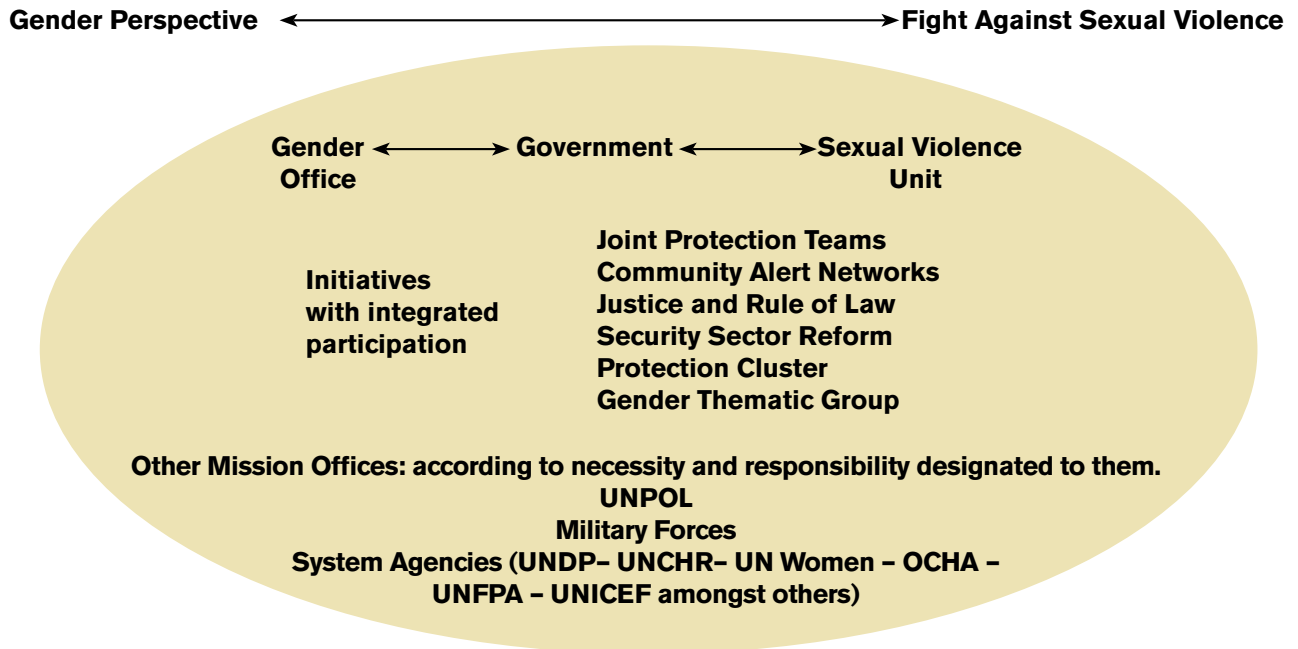 Gender Perspective Fight Against Sexual Violence
Gender Government Sexual Violence
Office Unit
Initiatives
with integrated
participation
Joint Protection Teams
Community Alert Networks
Justice and Rule of Law
Security Sector Reform
Protection Cluster
Gender Thematic Group
Other Mission Offices: according to necessity and responsibility designated to them.
UNPOL
Military Forces
System Agencies (UNDP– UNCHR– UN Women – OCHA –
UNFPA – UNICEF amongst others)